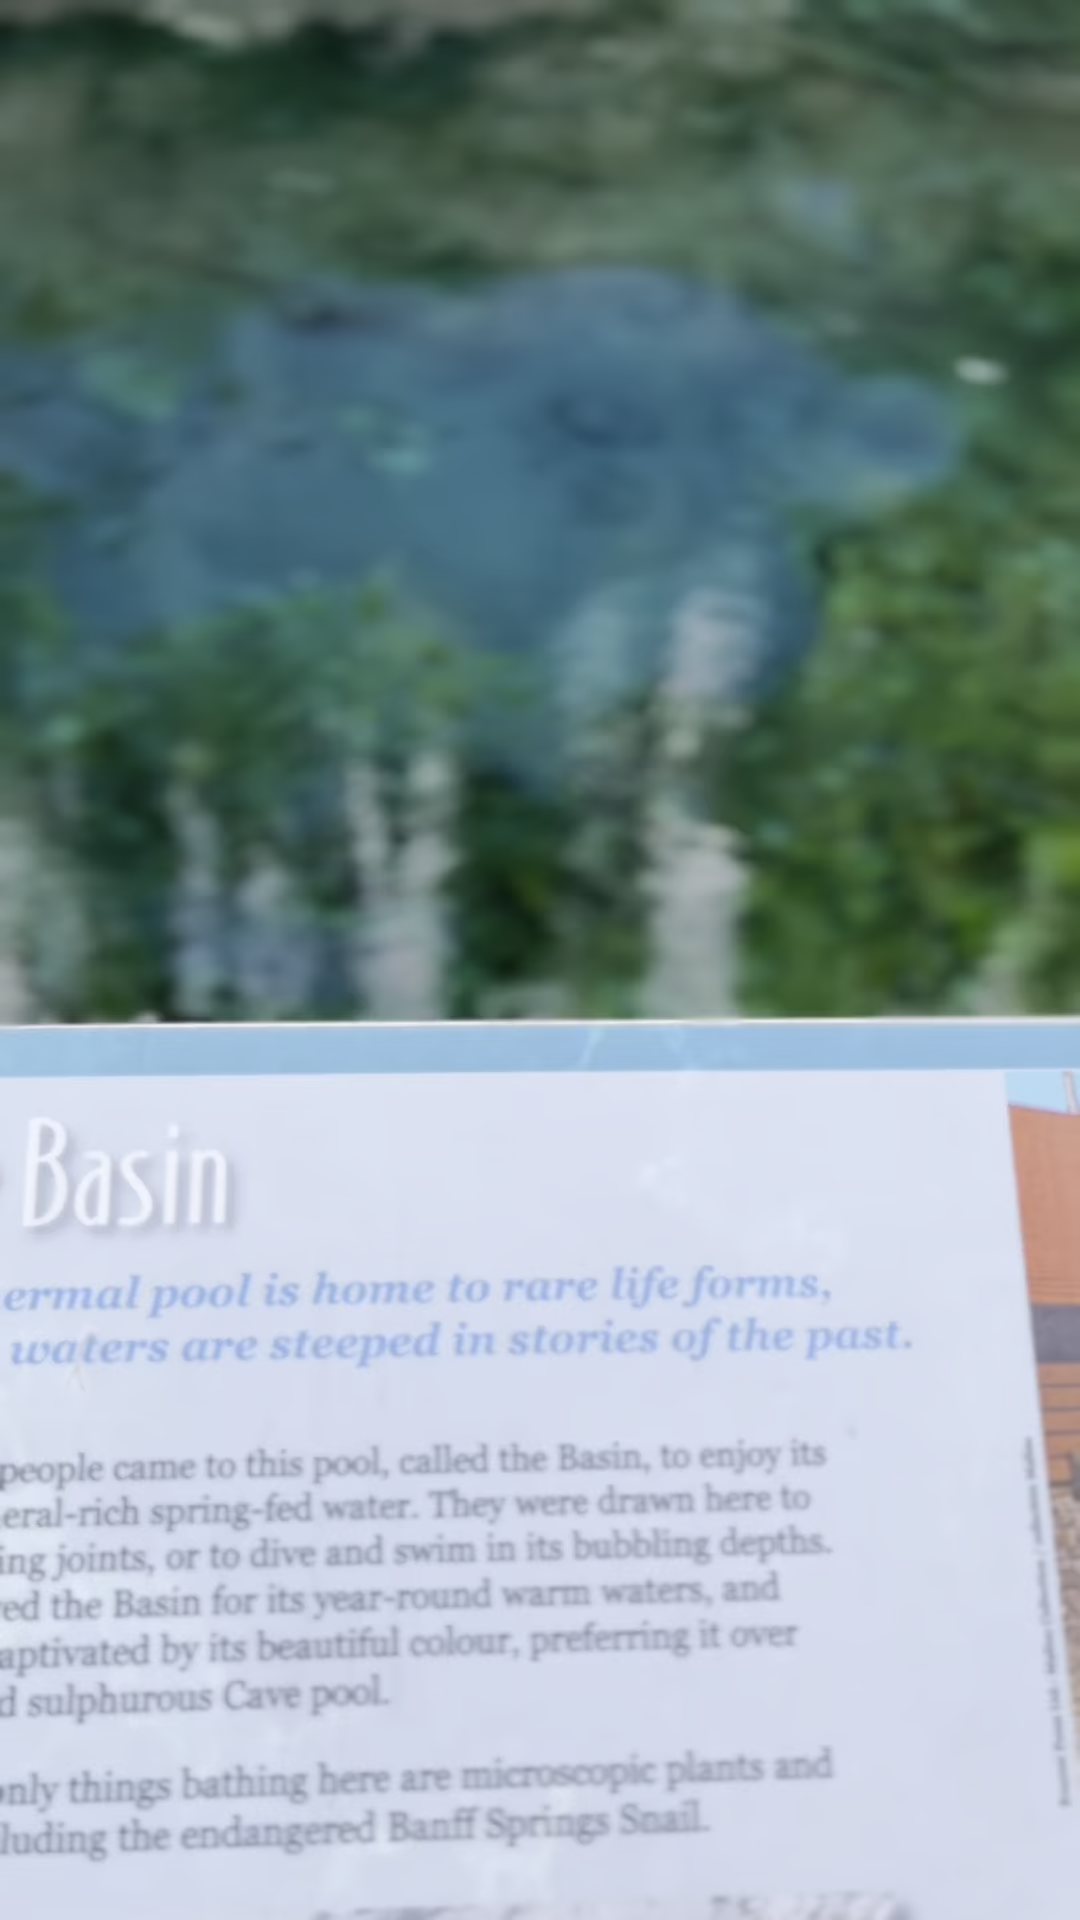 Basin
ermal pool is home to rare life forms,
waters are steeped in stories of the past.
people came to this pool, called the Basin, to enjoy its
eral-rich spring-fed water. They were drawn here to
ing joints, or to dive and swim in its bubbling depths.
ed the Basin for its year-round warm waters, and
aptivated by its beautiful colour, preferring it over
d sulphurous Cave pool.
only things bathing here are microscopic plants and
luding the endangered Banff Springs Snail.